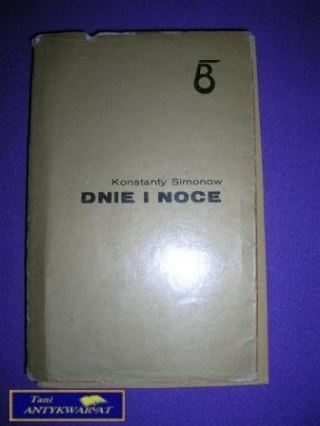 Konstanty Simonow
DNIE I NOCE
Tani
ANTYKWARIAT